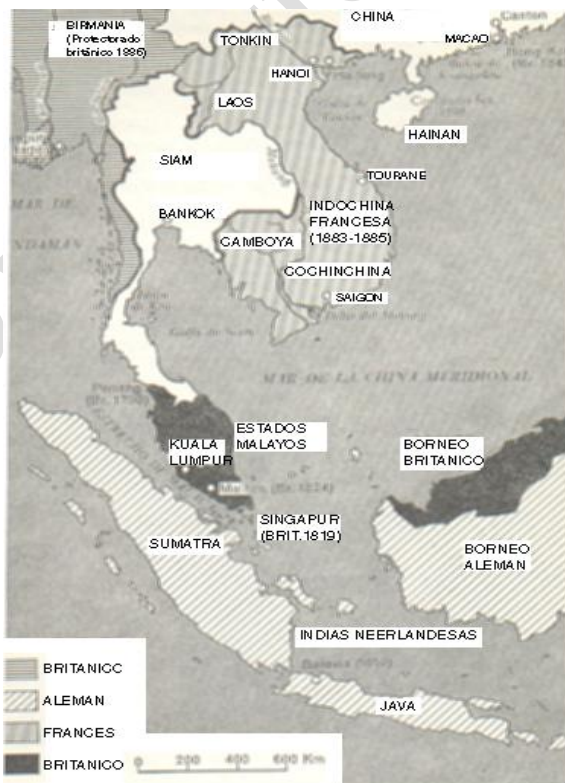 BIRMANIA
(Protectorado
británico 1886)
CHINA
TONKIN
MACAO
HANOI
LAOS
HAINAN
SIAM
TOURANE
BANKOK
INDOCHINA
FRANCESA
(1883-1885)
CAMBOYA
COCHINCHINA
SAIGON
MAR DE LA CHINA MERIDIONAL
ESTADOS
MALAYOS
KUALA
LUMPUR
BORNEO
BRITANICO
SINGAPUR
(BRIT.1819)
SUMATRA
BORNEO
ALEMAN
INDIAS NEERLANDESAS
JAVA
BRITANICO
ALEMAN
FRANCES
BRITANICO
0 200 400 600 Km